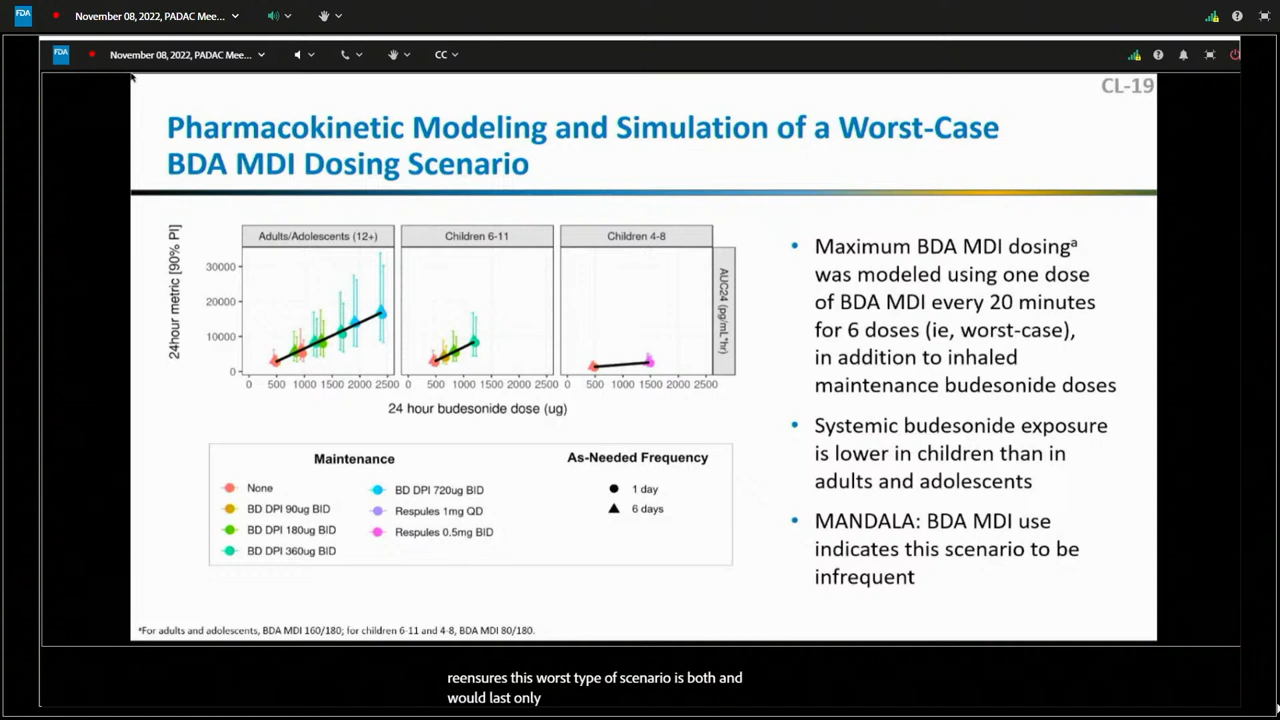 FDA November 08, 2022, PADAC Mee...
FDA November 08, 2022, PADAC Mee... CC
CL-19
Pharmacokinetic Modeling and Simulation of a Worst-Case
BDA MDI Dosing Scenario
24hour metric [90% PI]
Adults/Adolescents (12+)
Children 6-11
Children 4-8
AUC24 (pg/mL*hr)
30000
20000
10000
0
0 500 1000 1500 2000 2500
0 500 1000 1500 2000 2500
0 500 1000 1500 2000 2500
24 hour budesonide dose (ug)
Maintenance
None
BD DPI 90ug BID
BD DPI 180ug BID
BD DPI 360ug BID
BD DPI 720ug BID
Respules 1mg QD
Respules 0.5mg BID
As-Needed Frequency
1 day
6 days
• Maximum BDA MDI dosingᵃ
was modeled using one dose
of BDA MDI every 20 minutes
for 6 doses (ie, worst-case),
in addition to inhaled
maintenance budesonide doses
• Systemic budesonide exposure
is lower in children than in
adults and adolescents
• MANDALA: BDA MDI use
indicates this scenario to be
infrequent
ᵃFor adults and adolescents, BDA MDI 160/180; for children 6-11 and 4-8, BDA MDI 80/180.
reensures this worst type of scenario is both and
would last only